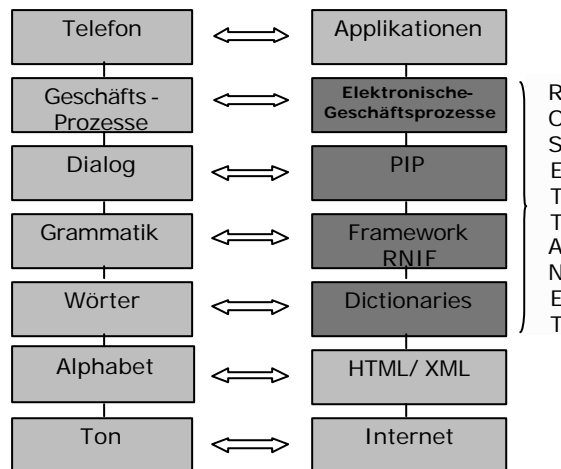 Telefon
Applikationen
Geschäfts -
Prozesse
Elektronische-
Geschäftsprozesse
Dialog
PIP
Grammatik
Framework
RNIF
Wörter
Dictionaries
Alphabet
HTML/ XML
Ton
Internet
R
O
S
E
T
T
A
N
E
T